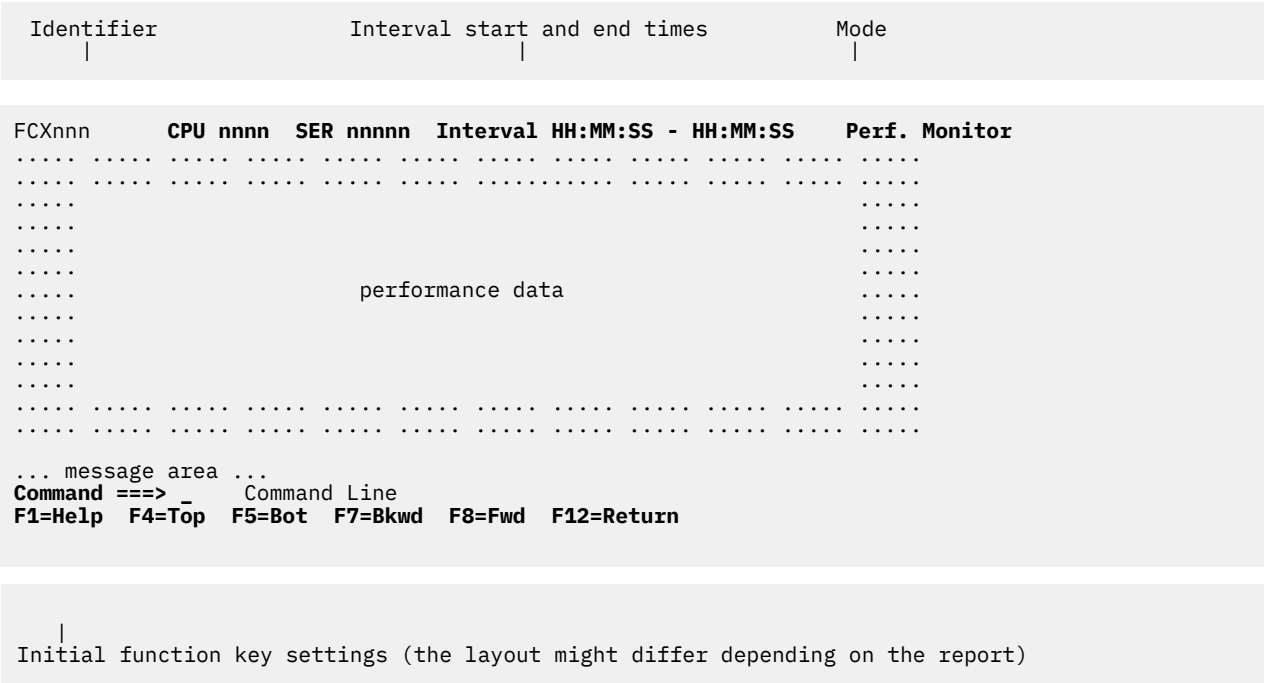 Identifier Interval start and end times Mode
| | |
FCXnnn CPU nnnn SER nnnnn Interval HH:MM:SS - HH:MM:SS Perf. Monitor
..... ..... ..... ..... ..... ..... ..... ..... ..... ..... ..... .....
..... ..... ..... ..... ..... ..... ........... ..... ..... ..... .....
..... .....
..... .....
..... .....
..... .....
..... performance data .....
..... .....
..... .....
..... .....
..... .....
..... ..... ..... ..... ..... ..... ..... ..... ..... ..... ..... .....
..... ..... ..... ..... ..... ..... ..... ..... ..... ..... ..... .....
... message area ...
Command ===> _ Command Line
F1=Help F4=Top F5=Bot F7=Bkwd F8=Fwd F12=Return
|
Initial function key settings (the layout might differ depending on the report)